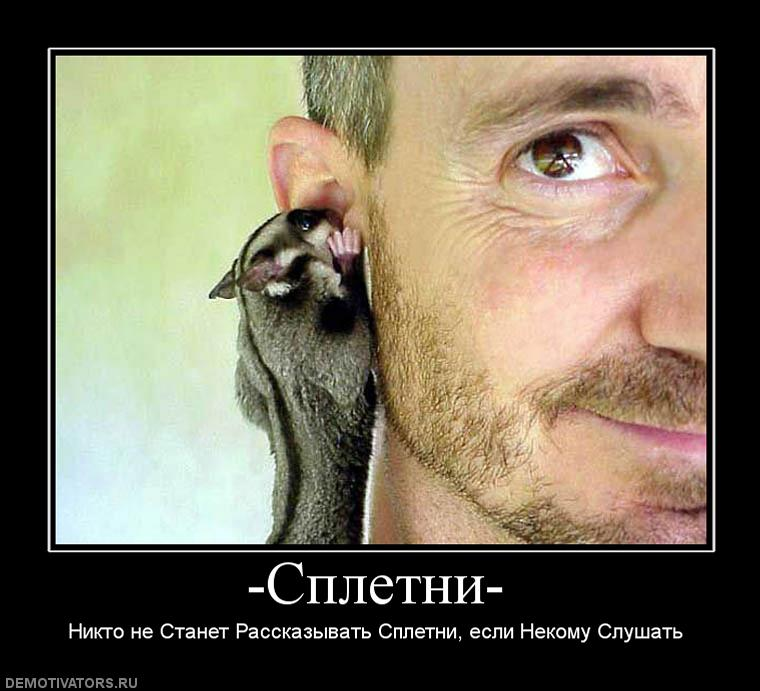 -Сплетни-
Никто не Станет Рассказывать Сплетни, если Некому Слушать
DEMOTIVATORS.RU